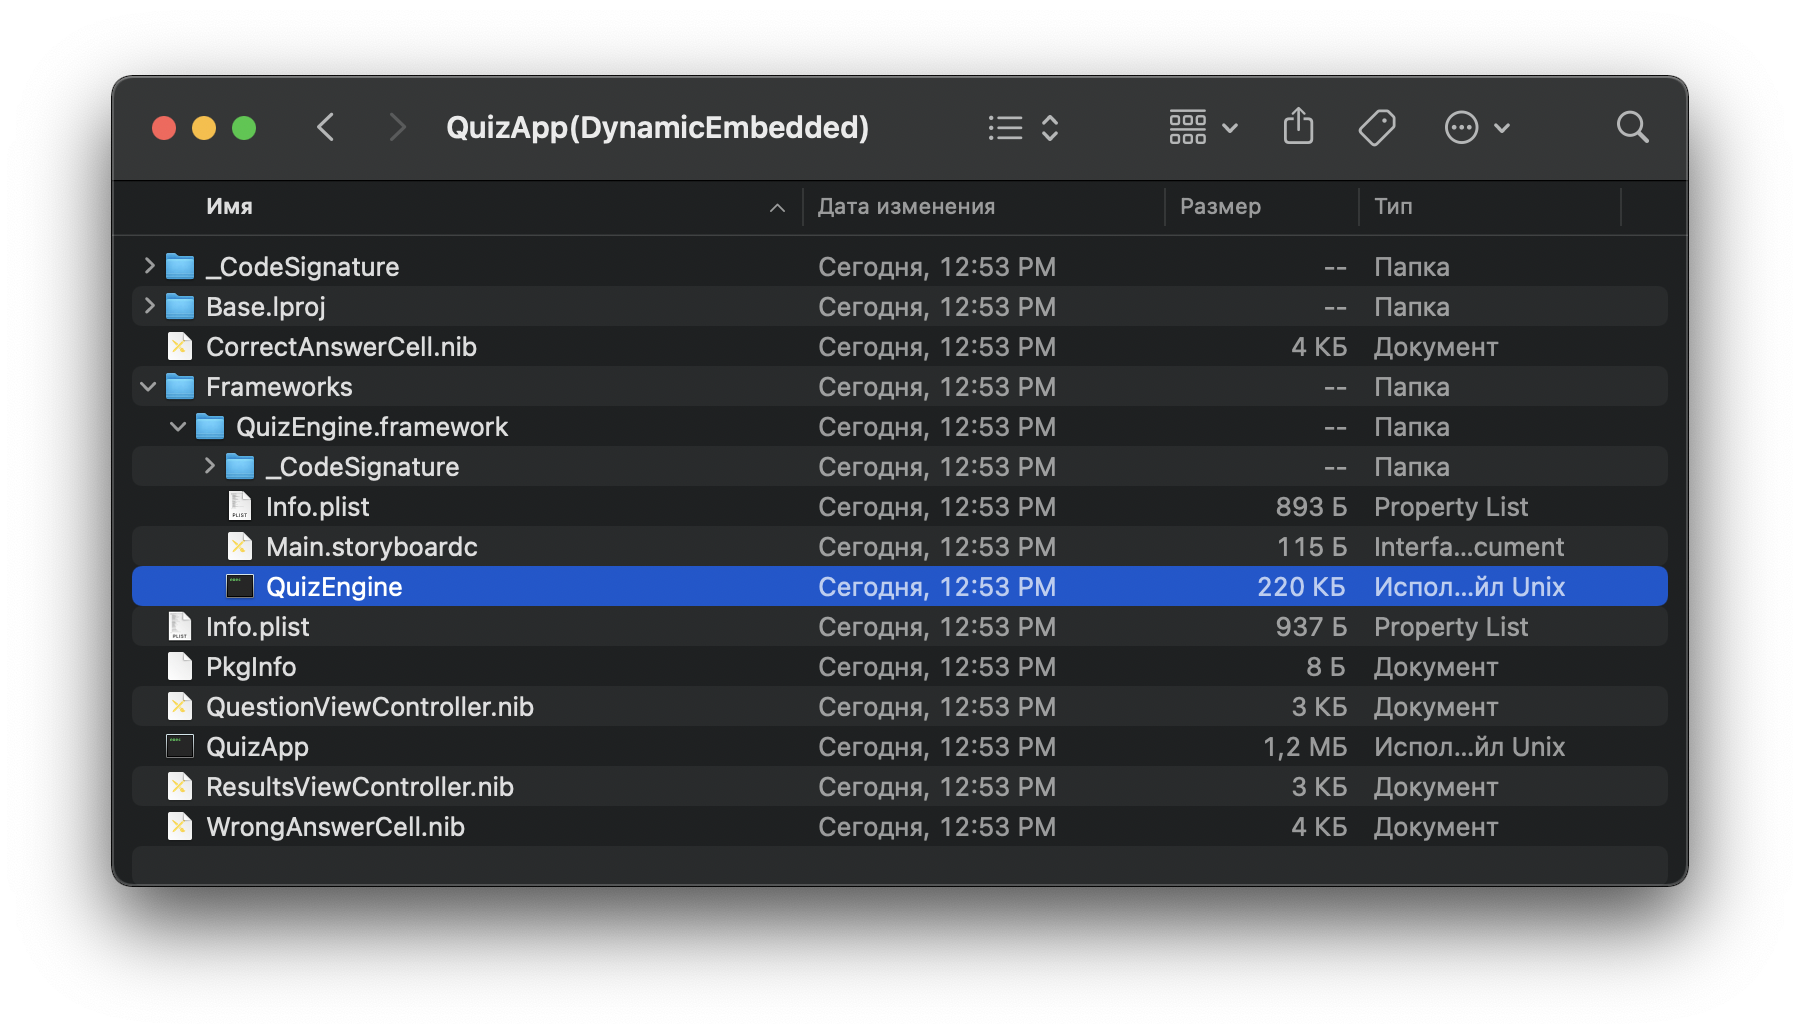 QuizApp(DynamicEmbedded)
Имя Дата изменения Размер Тип
_CodeSignature Сегодня, 12:53 PM -- Папка
Base.lproj Сегодня, 12:53 PM -- Папка
CorrectAnswerCell.nib Сегодня, 12:53 PM 4 КБ Документ
Frameworks Сегодня, 12:53 PM -- Папка
QuizEngine.framework Сегодня, 12:53 PM -- Папка
_CodeSignature Сегодня, 12:53 PM -- Папка
Info.plist Сегодня, 12:53 PM 893 Б Property List
Main.storyboardc Сегодня, 12:53 PM 115 Б Interfa...cument
QuizEngine Сегодня, 12:53 PM 220 КБ Испол...йл Unix
Info.plist Сегодня, 12:53 PM 937 Б Property List
PkgInfo Сегодня, 12:53 PM 8 Б Документ
QuestionViewController.nib Сегодня, 12:53 PM 3 КБ Документ
QuizApp Сегодня, 12:53 PM 1,2 МБ Испол...йл Unix
ResultsViewController.nib Сегодня, 12:53 PM 3 КБ Документ
WrongAnswerCell.nib Сегодня, 12:53 PM 4 КБ Документ